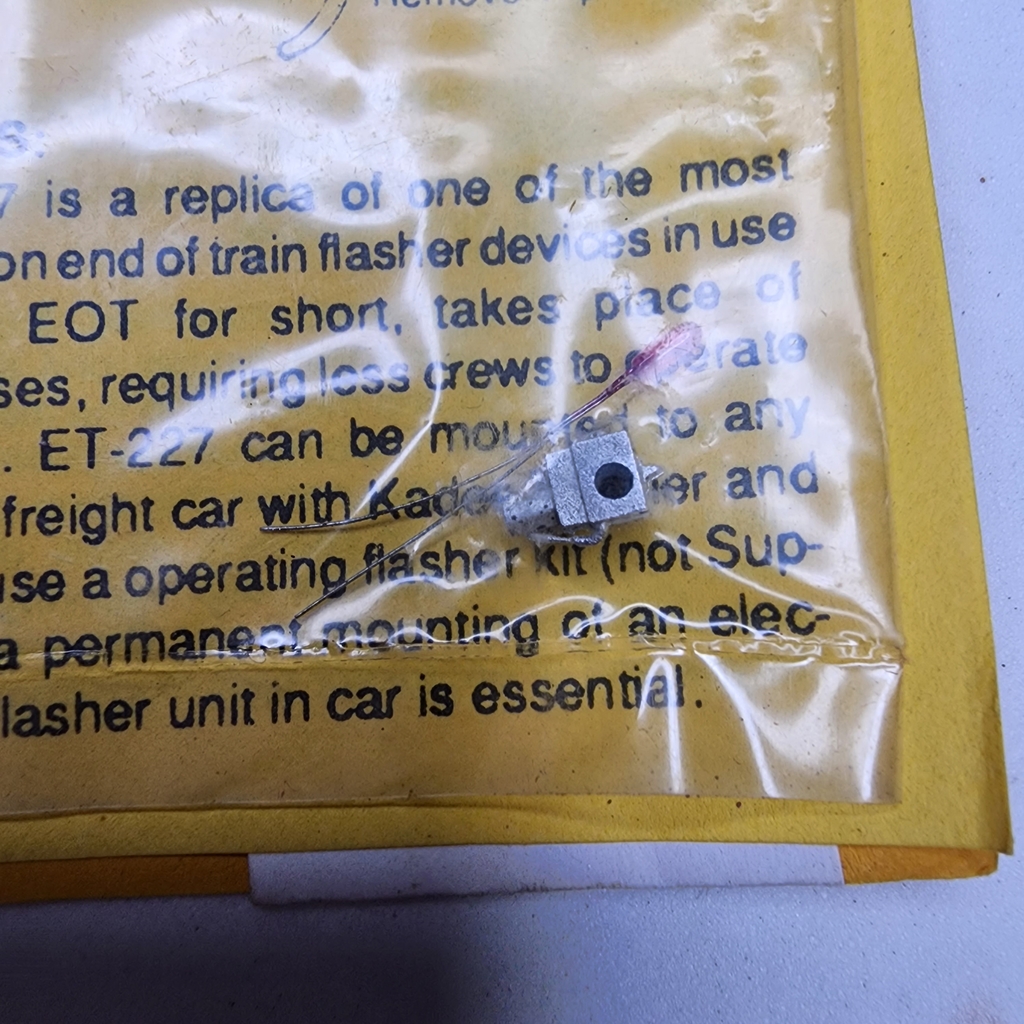 Remove
s:
7 is a replica of one of the most
on end of train flasher devices in use
EOT for short, takes place of
ses, requiring less crews to operate
. ET-227 can be mounted to any
freight car with and
use a operating flasher kit (not Sup-
a permanent mounting of an elec-
lasher unit in car is essential.